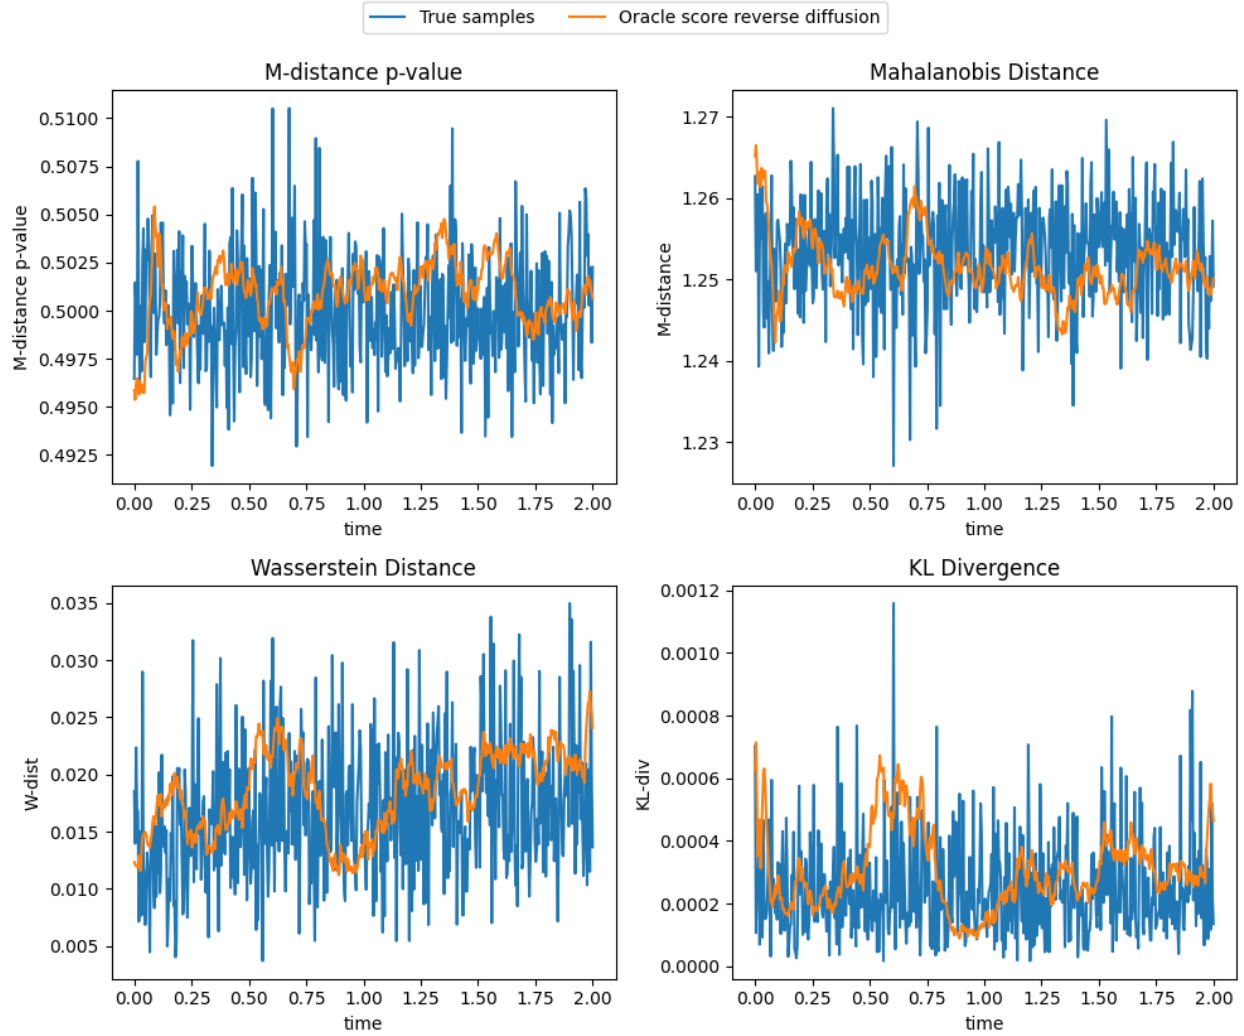 True samples
Oracle score reverse diffusion
M-distance p-value
M-distance p-value
0.5100
0.5075
0.5050
0.5025
0.5000
0.4975
0.4950
0.4925
0.00 0.25 0.50 0.75 1.00 1.25 1.50 1.75 2.00
time
Mahalanobis Distance
M-distance
1.27
1.26
1.25
1.24
1.23
0.00 0.25 0.50 0.75 1.00 1.25 1.50 1.75 2.00
time
Wasserstein Distance
W-dist
0.035
0.030
0.025
0.020
0.015
0.010
0.005
0.00 0.25 0.50 0.75 1.00 1.25 1.50 1.75 2.00
time
KL Divergence
KL-div
0.0012
0.0010
0.0008
0.0006
0.0004
0.0002
0.0000
0.00 0.25 0.50 0.75 1.00 1.25 1.50 1.75 2.00
time